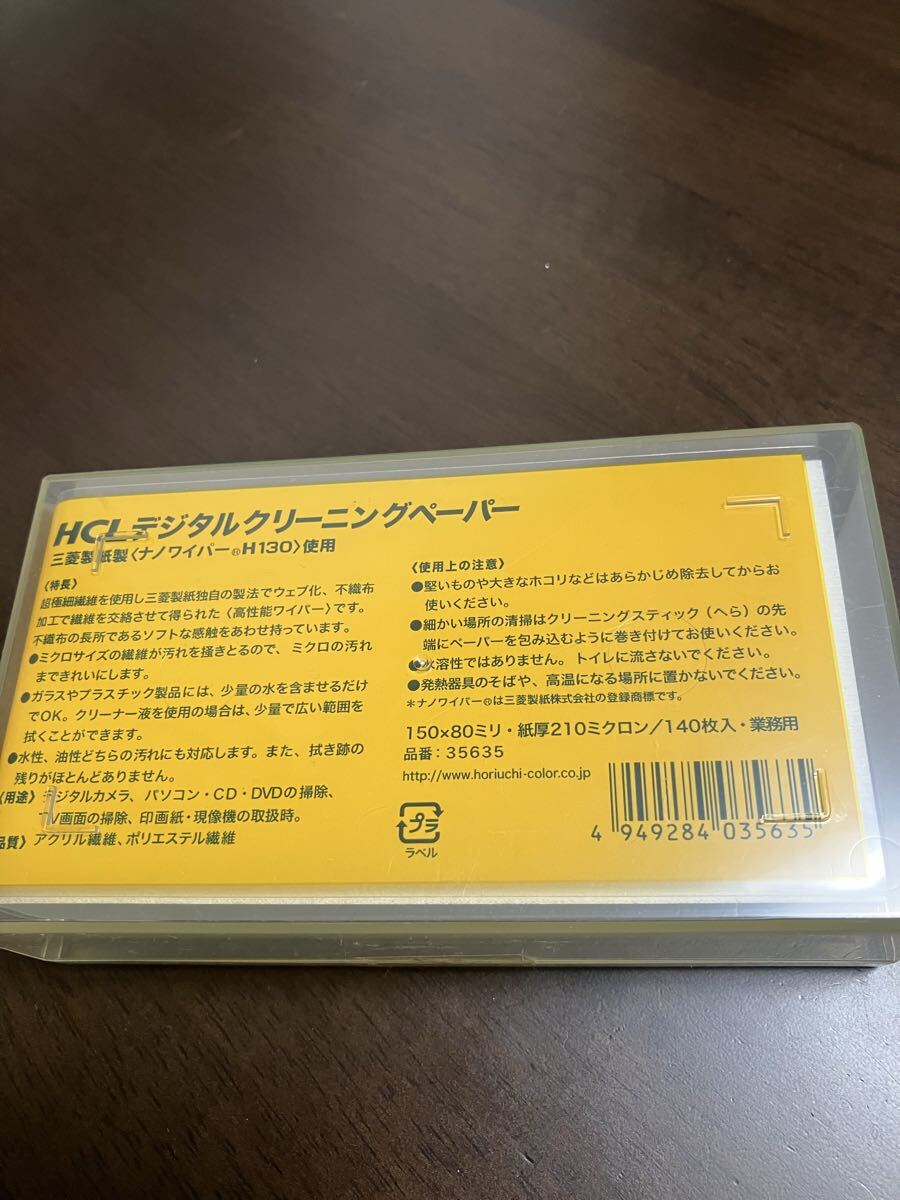 HCLデジタルクリーニングペーパー
三菱製紙製〈ナノワイパー®H130〉使用
〈特長〉
超極細繊維を使用し三菱製紙独自の製法でウェブ化、不織布
加工で繊維を交絡させて得られた〈高性能ワイパー〉です。
不織布の長所であるソフトな感触をあわせ持っています。
●ミクロサイズの繊維が汚れを掻きとるので、ミクロの汚れ
まできれいにします。
●ガラスやプラスチック製品には、少量の水を含ませるだけ
でOK。クリーナー液を使用の場合は、少量で広い範囲を
拭くことができます。
●水性、油性どちらの汚れにも対応します。また、拭き跡の
残りがほとんどありません。
〈用途〉デジタルカメラ、パソコン・CD・DVDの掃除、
TV画面の掃除、印画紙・現像機の取扱時。
品質〉アクリル繊維、ポリエステル繊維
〈使用上の注意〉
●堅いものや大きなホコリなどはあらかじめ除去してからお
使いください。
●細かい場所の清掃はクリーニングスティック（へら）の先
端にペーパーを包み込むように巻き付けてお使いください。
●水溶性ではありません。トイレに流さないでください。
●発熱器具のそばや、高温になる場所に置かないでください。
＊ナノワイパー®は三菱製紙株式会社の登録商標です。
150×80ミリ・紙厚210ミクロン／140枚入・業務用
品番：35635
http://www.horiuchi-color.co.jp
プラ
ラベル
4 949284 035635